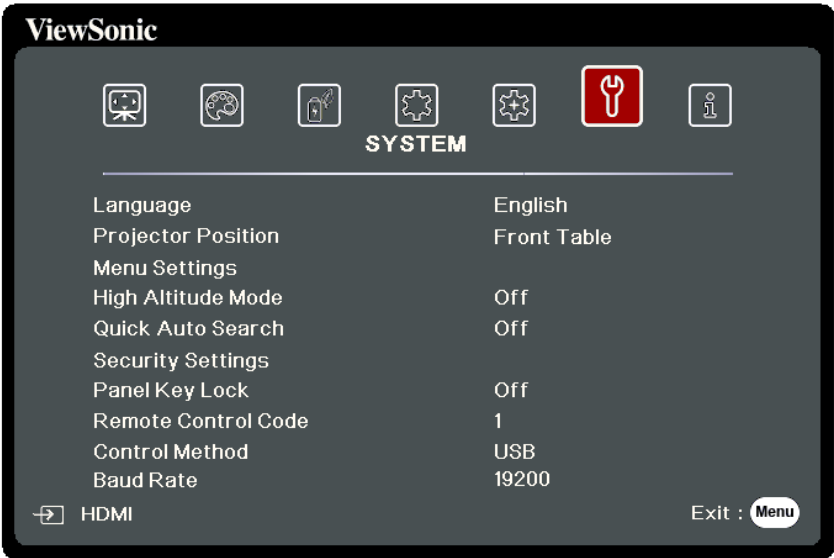 ViewSonic
SYSTEM
Language English
Projector Position Front Table
Menu Settings
High Altitude Mode Off
Quick Auto Search Off
Security Settings
Panel Key Lock Off
Remote Control Code 1
Control Method USB
Baud Rate 19200
HDMI Exit : Menu